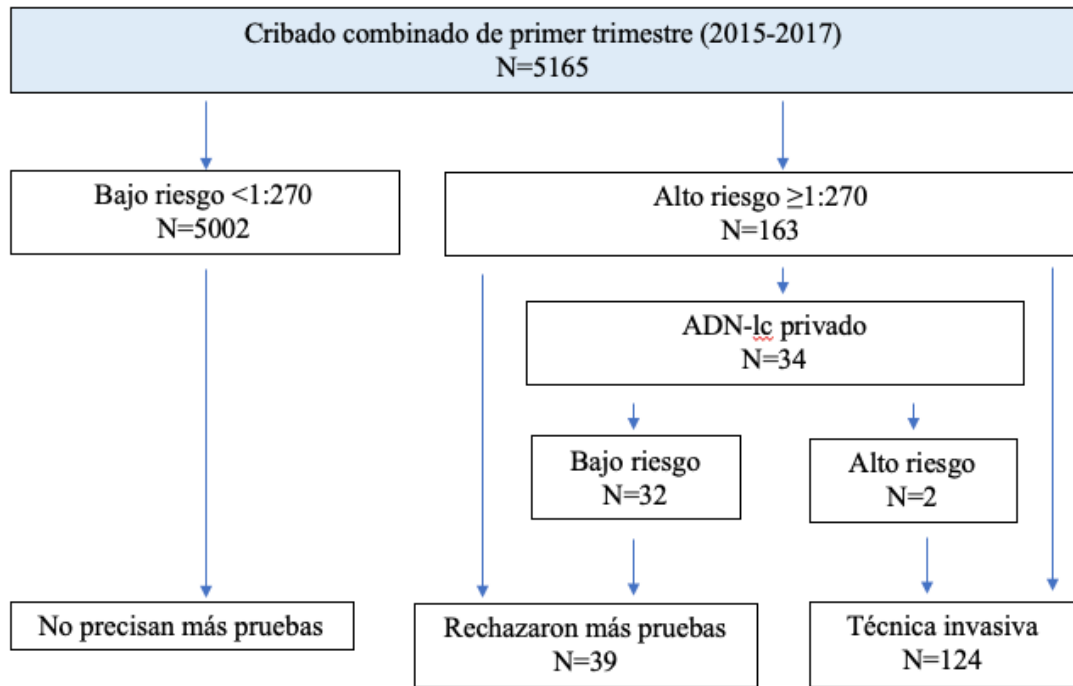 Cribado combinado de primer trimestre (2015-2017)
N=5165
Bajo riesgo <1:270
N=5002
Alto riesgo ≥1:270
N=163
ADN-lc privado
N=34
Bajo riesgo
N=32
Alto riesgo
N=2
No precisan más pruebas
Rechazaron más pruebas
N=39
Técnica invasiva
N=124